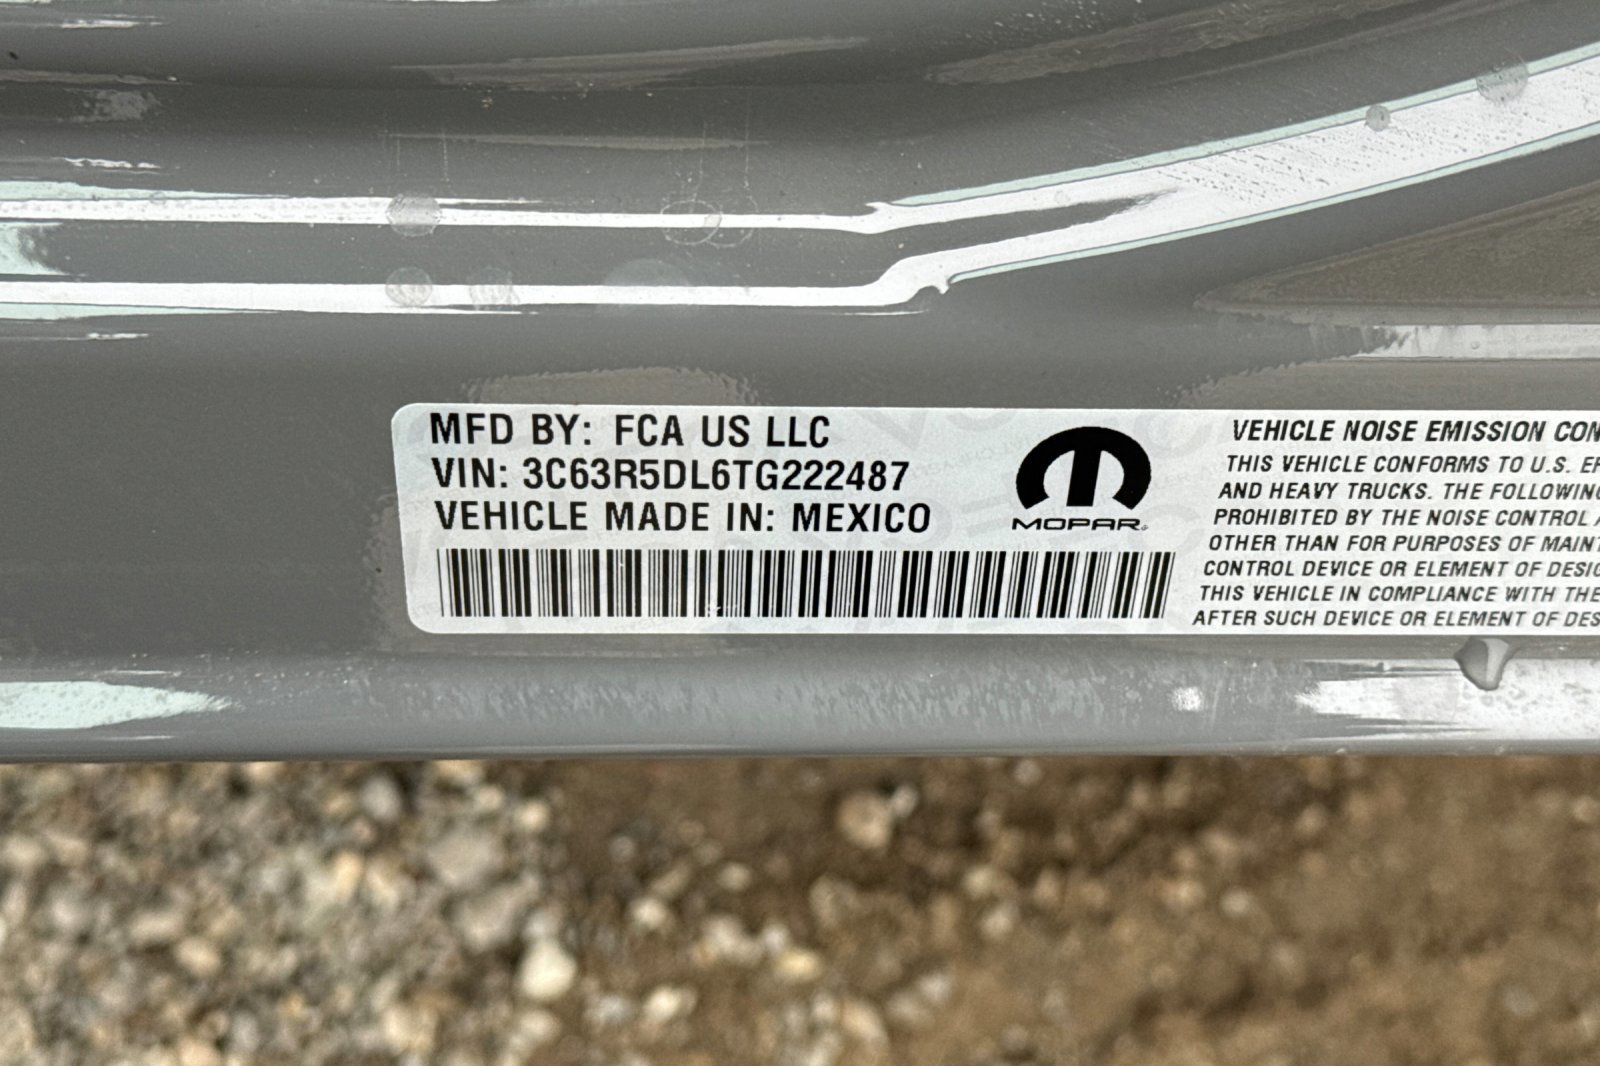 MFD BY: FCA US LLC
VIN: 3C63R5DL6TG222487
VEHICLE MADE IN: MEXICO
MOPAR
VEHICLE NOISE EMISSION
THIS VEHICLE CONFORMS TO U.S.
AND HEAVY TRUCKS. THE FOLLOWING
PROHIBITED BY THE NOISE CONTROL
OTHER THAN FOR PURPOSES OF
CONTROL DEVICE OR ELEMENT OF
THIS VEHICLE IN COMPLIANCE WITH THE
AFTER SUCH DEVICE OR ELEMENT OF